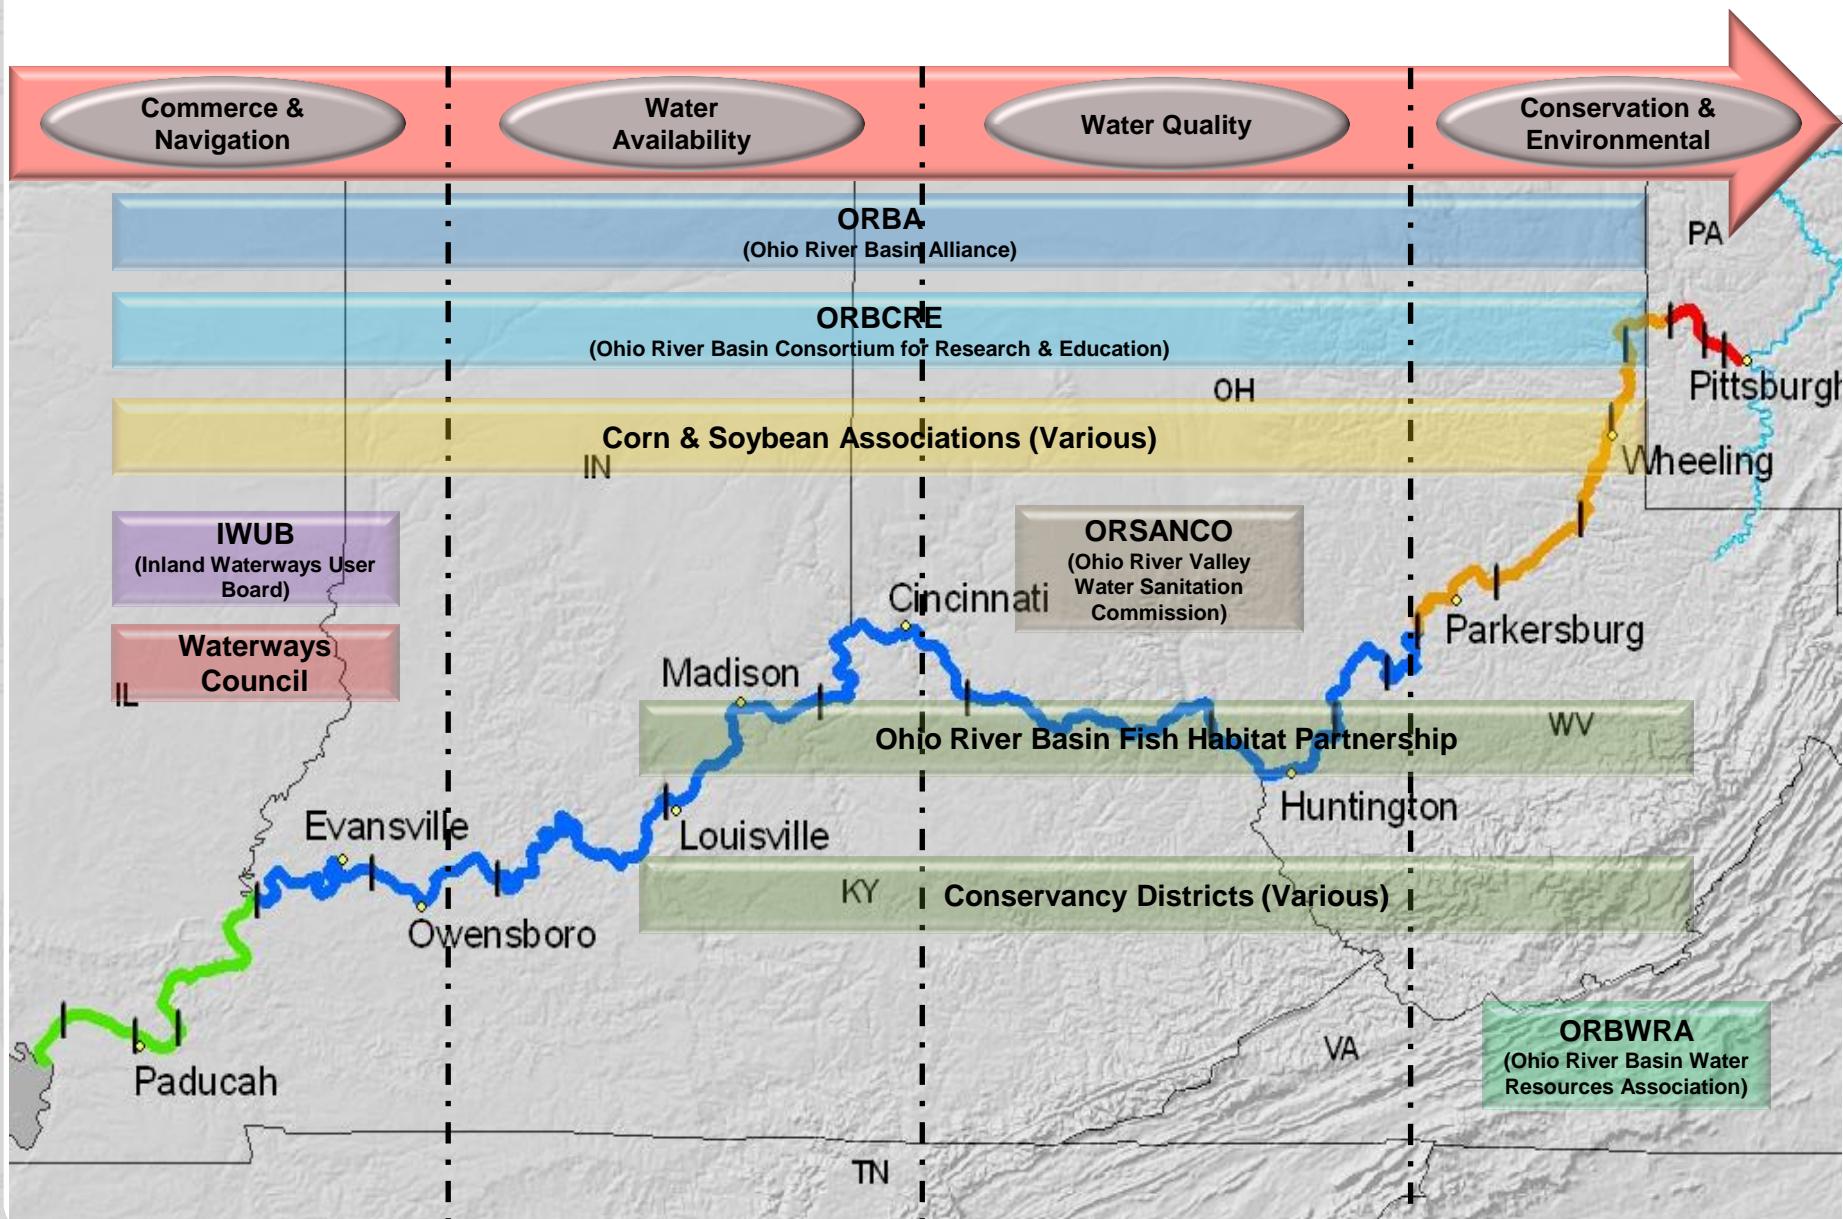 Commerce &
Navigation
Water
Availability
Water Quality
Conservation &
Environmental
ORBA
(Ohio River Basin Alliance)
PA
ORBCRE
(Ohio River Basin Consortium for Research & Education)
OH
Pittsburgh
Corn & Soybean Associations (Various)
IN
Wheeling
IWUB
(Inland Waterways User
Board)
ORSANCO
(Ohio River Valley
Water Sanitation
Commission)
Cincinnati
Parkersburg
Waterways
Council
IL
Madison
Ohio River Basin Fish Habitat Partnership
WV
Huntington
Evansville
Louisville
KY
Conservancy Districts (Various)
Owensboro
ORBWRA
(Ohio River Basin Water
Resources Association)
VA
Paducah
TN